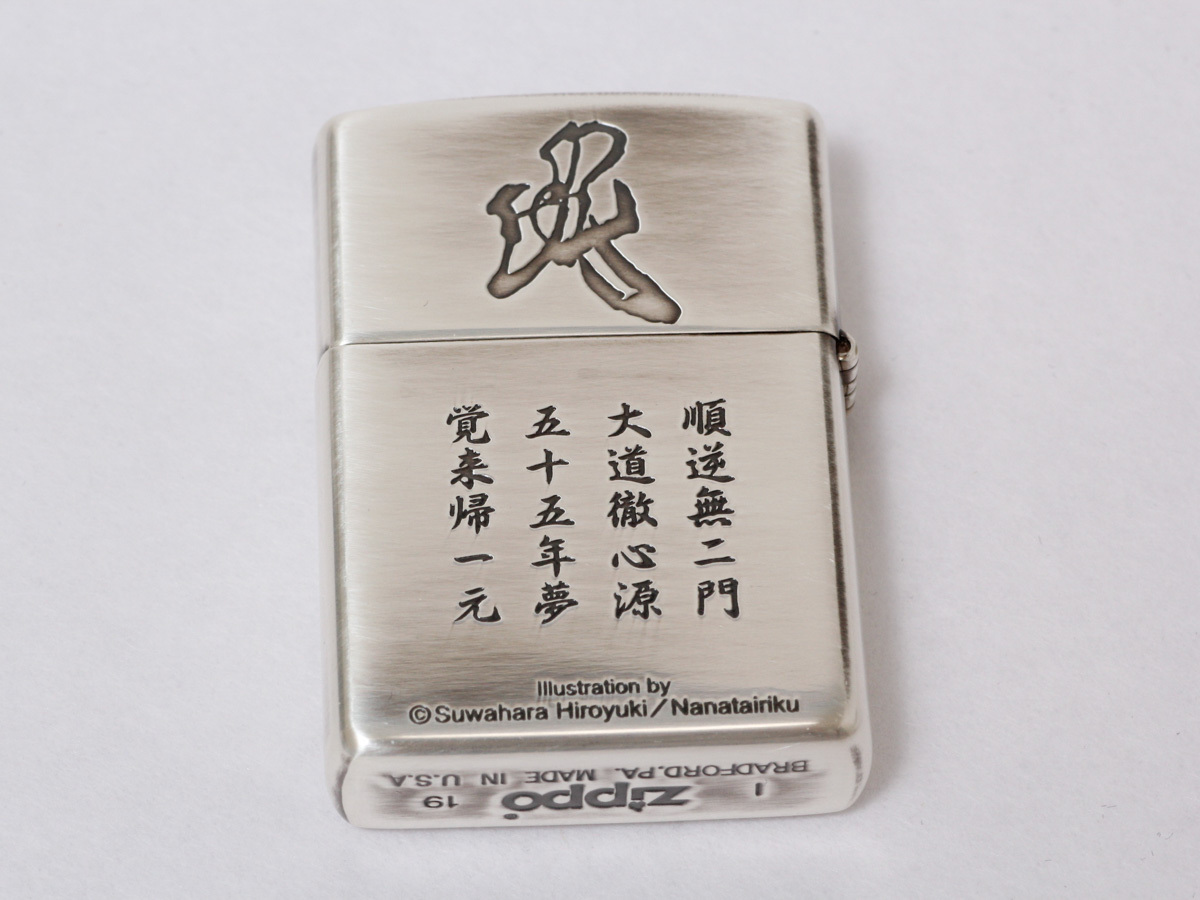 順逆無二門
大道徹心源
五十五年夢
覚来帰一元
Illustration by
©Suwahara Hiroyuki／Nanatairiku
BRADFORD.PA. MADE IN U.S.A
I zippo 19